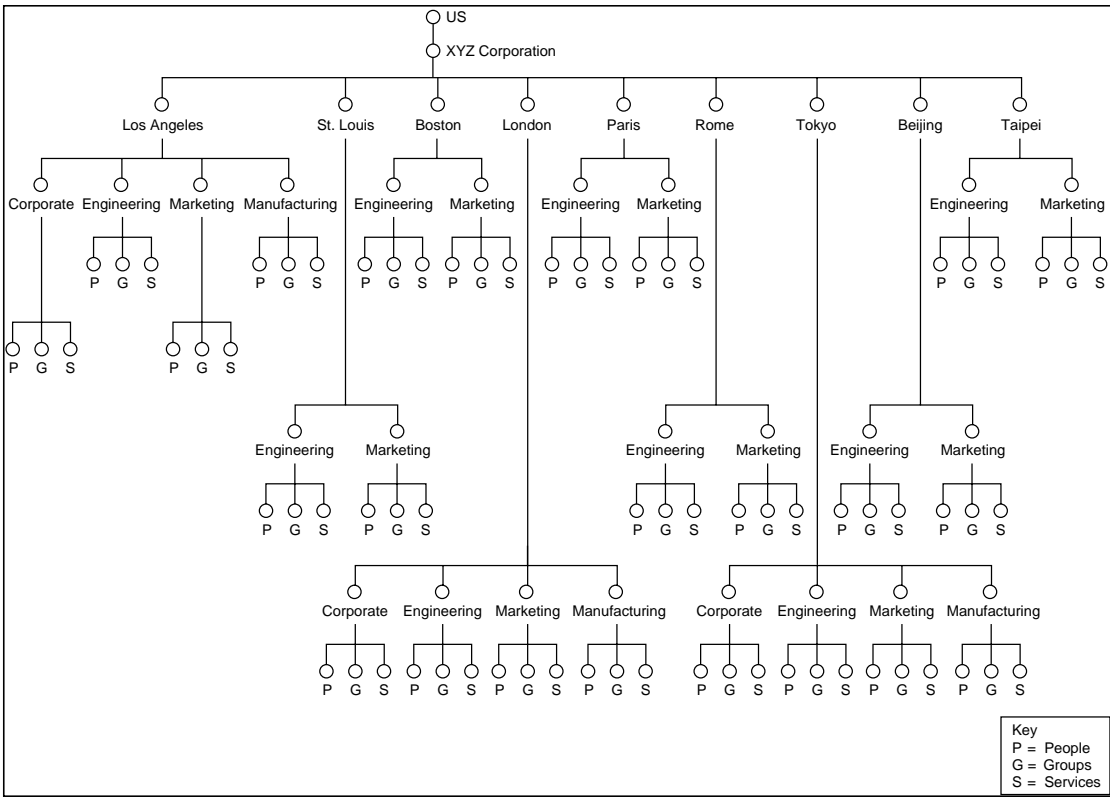 US
XYZ Corporation
Los Angeles St. Louis Boston London Paris Rome Tokyo Beijing Taipei
Corporate Engineering Marketing Manufacturing Engineering Marketing Engineering Marketing Engineering Marketing
P G S P G S P G S P G S P G S P G S P G S P G S
P G S P G S
Engineering Marketing Engineering Marketing Engineering Marketing
P G S P G S P G S P G S P G S P G S
Corporate Engineering Marketing Manufacturing Corporate Engineering Marketing Manufacturing
P G S P G S P G S P G S P G S P G S P G S P G S
Key
P = People
G = Groups
S = Services